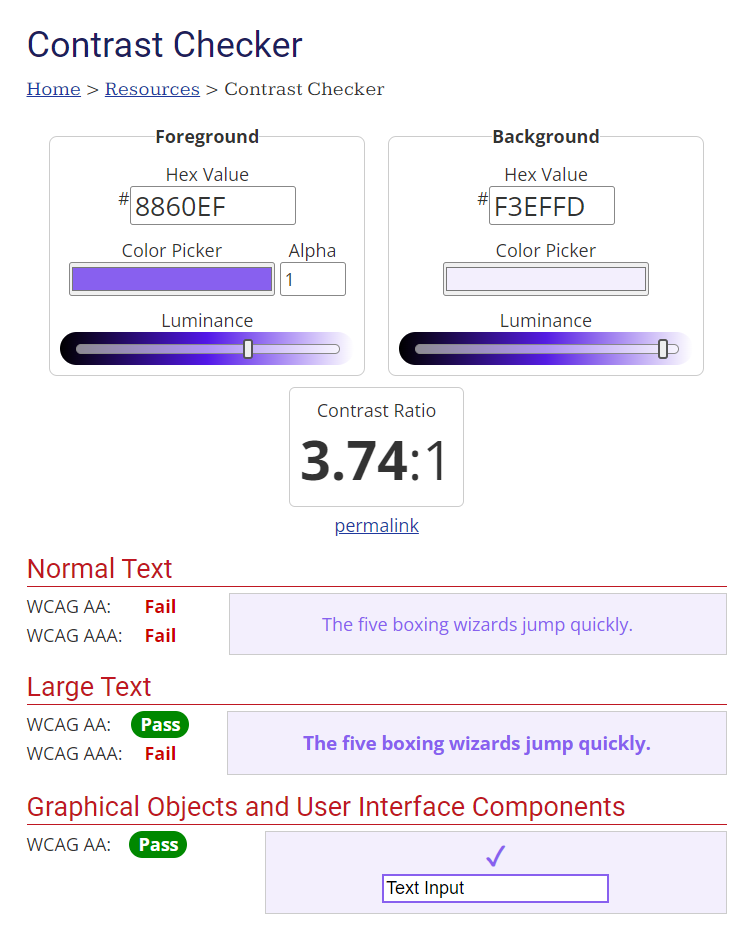 Contrast Checker
Home > Resources > Contrast Checker
Foreground
Hex Value
# 8860EF
Color Picker Alpha
1
Luminance
Background
Hex Value
# F3EFFD
Color Picker
Luminance
Contrast Ratio
3.74:1
permalink
Normal Text
WCAG AA: Fail
WCAG AAA: Fail
The five boxing wizards jump quickly.
Large Text
WCAG AA: Pass
WCAG AAA: Fail
The five boxing wizards jump quickly.
Graphical Objects and User Interface Components
WCAG AA: Pass
✓
Text Input